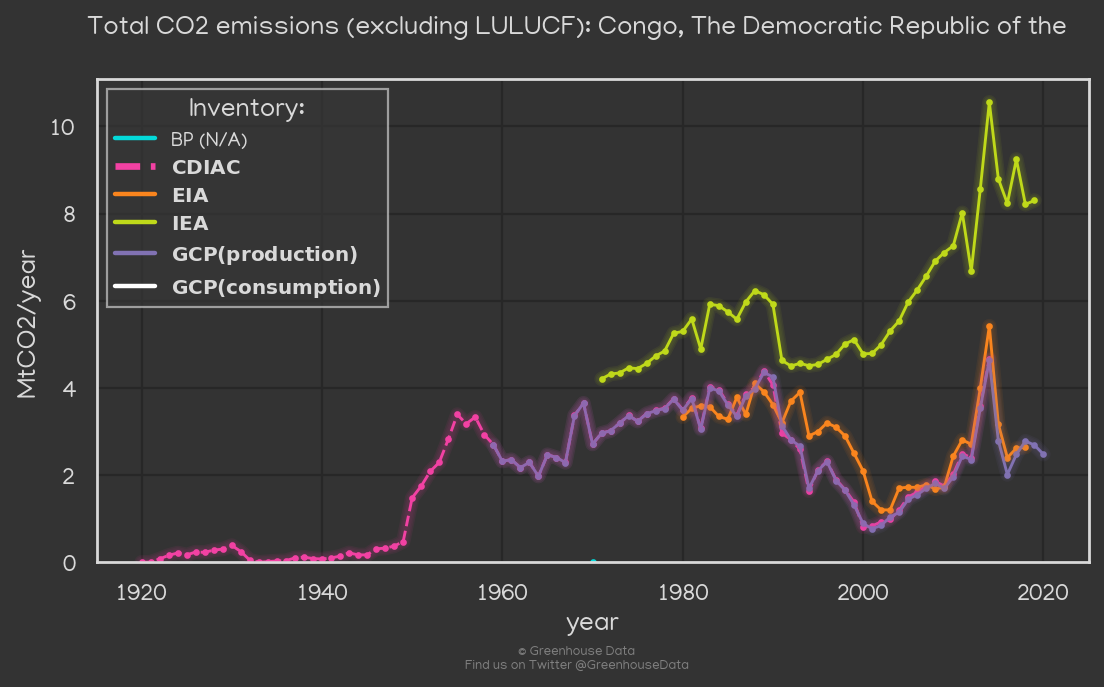 Total CO2 emissions (excluding LULUCF): Congo, The Democratic Republic of the
Inventory:
BP (N/A)
CDIAC
EIA
IEA
GCP(production)
GCP(consumption)
MtCO2/year
10
8
6
4
2
0
1920 1940 1960 1980 2000 2020
year
© Greenhouse Data
Find us on Twitter @GreenhouseData